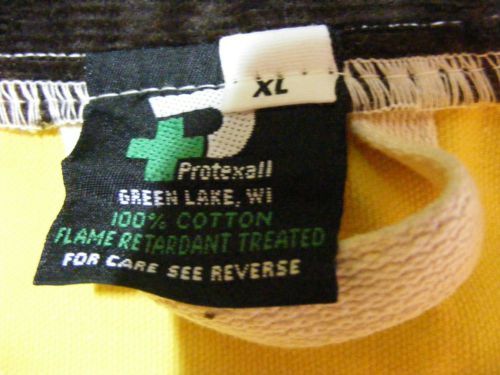 XL
Protexall
GREEN LAKE, WI
100% COTTON
FLAME RETARDANT TREATED
FOR CARE SEE REVERSE